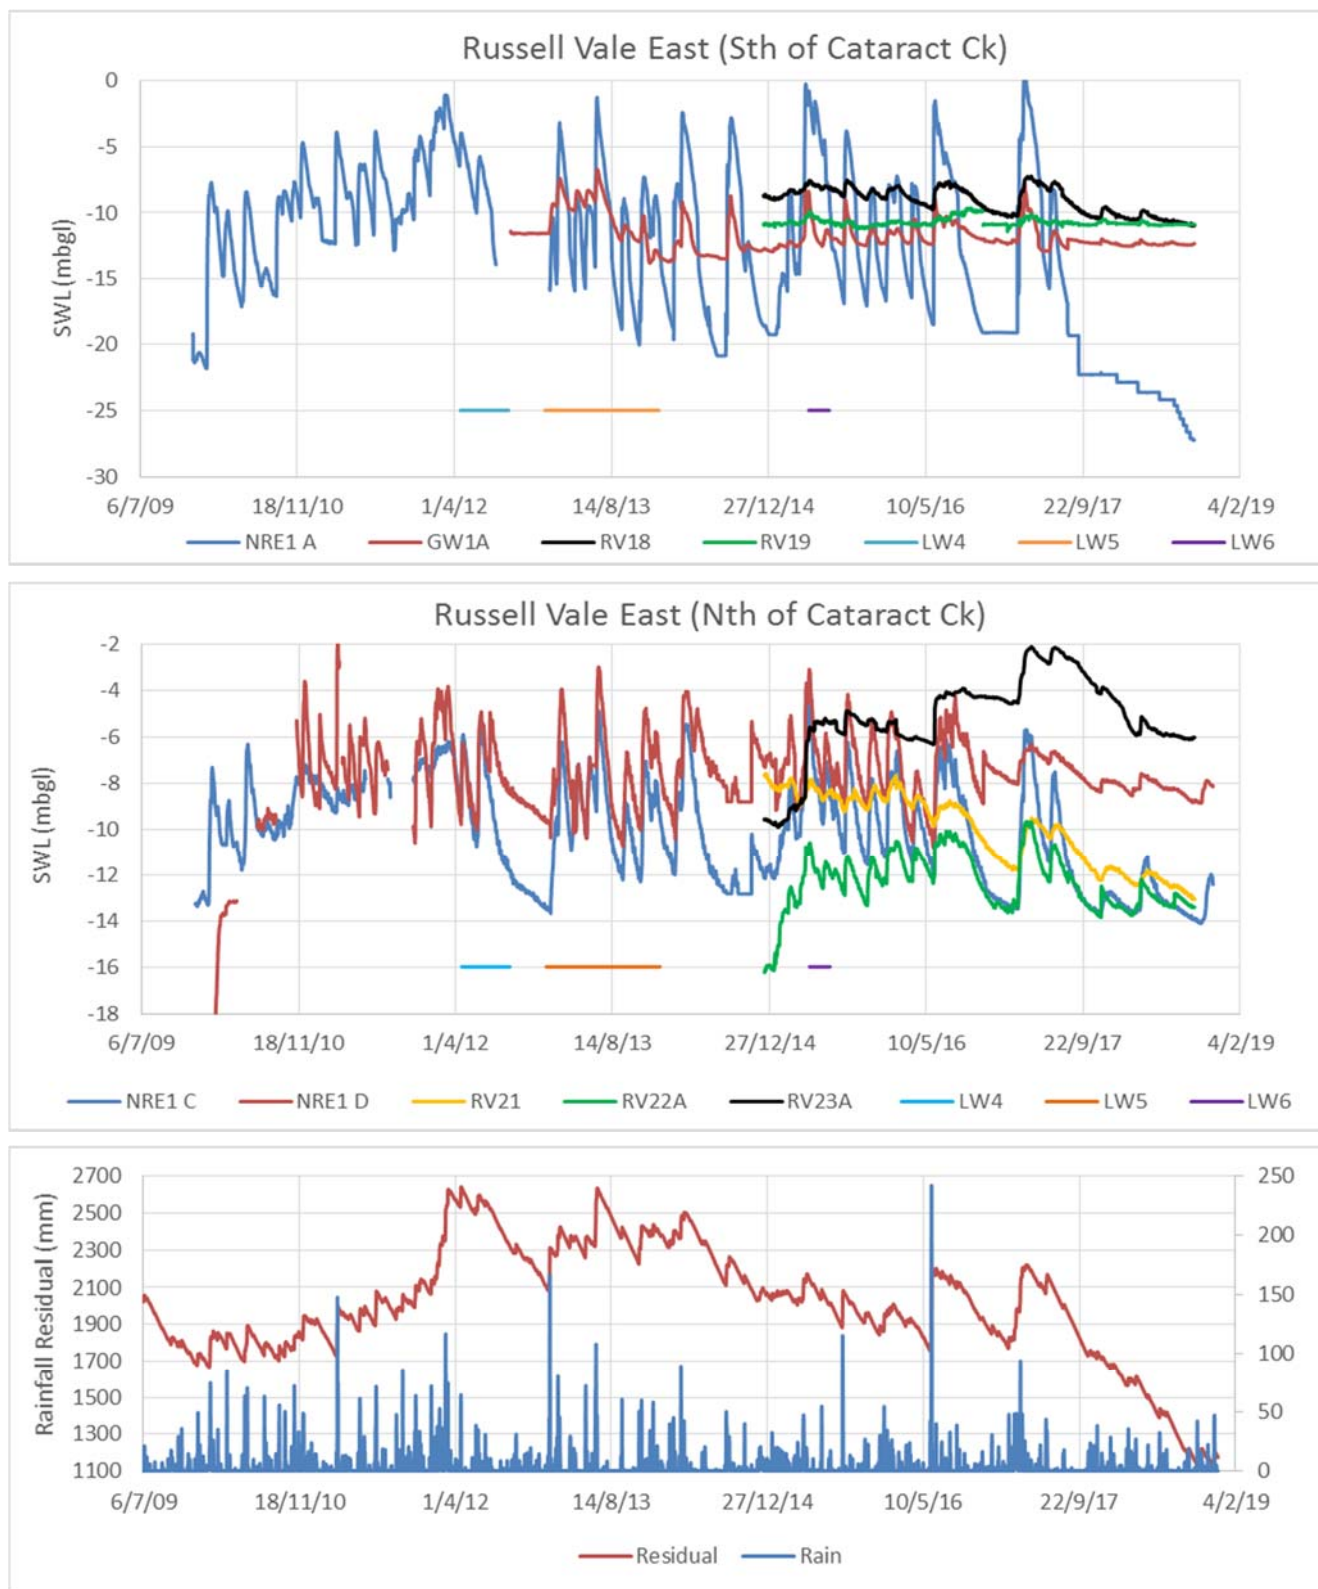 Russell Vale East (Sth of Cataract Ck)
SWL (mbgl)
0
-5
-10
-15
-20
-25
-30
6/7/09 18/11/10 1/4/12 14/8/13 27/12/14 10/5/16 22/9/17 4/2/19
NRE1 A GW1A RV18 RV19 LW4 LW5 LW6
Russell Vale East (Nth of Cataract Ck)
SWL (mbgl)
-2
-4
-6
-8
-10
-12
-14
-16
-18
6/7/09 18/11/10 1/4/12 14/8/13 27/12/14 10/5/16 22/9/17 4/2/19
NRE1 C NRE1 D RV21 RV22A RV23A LW4 LW5 LW6
Rainfall Residual (mm)
2700 250
2500
2300 200
2100
1900 150
1700 100
1500
1300 50
1100 0
6/7/09 18/11/10 1/4/12 14/8/13 27/12/14 10/5/16 22/9/17 4/2/19
Residual Rain